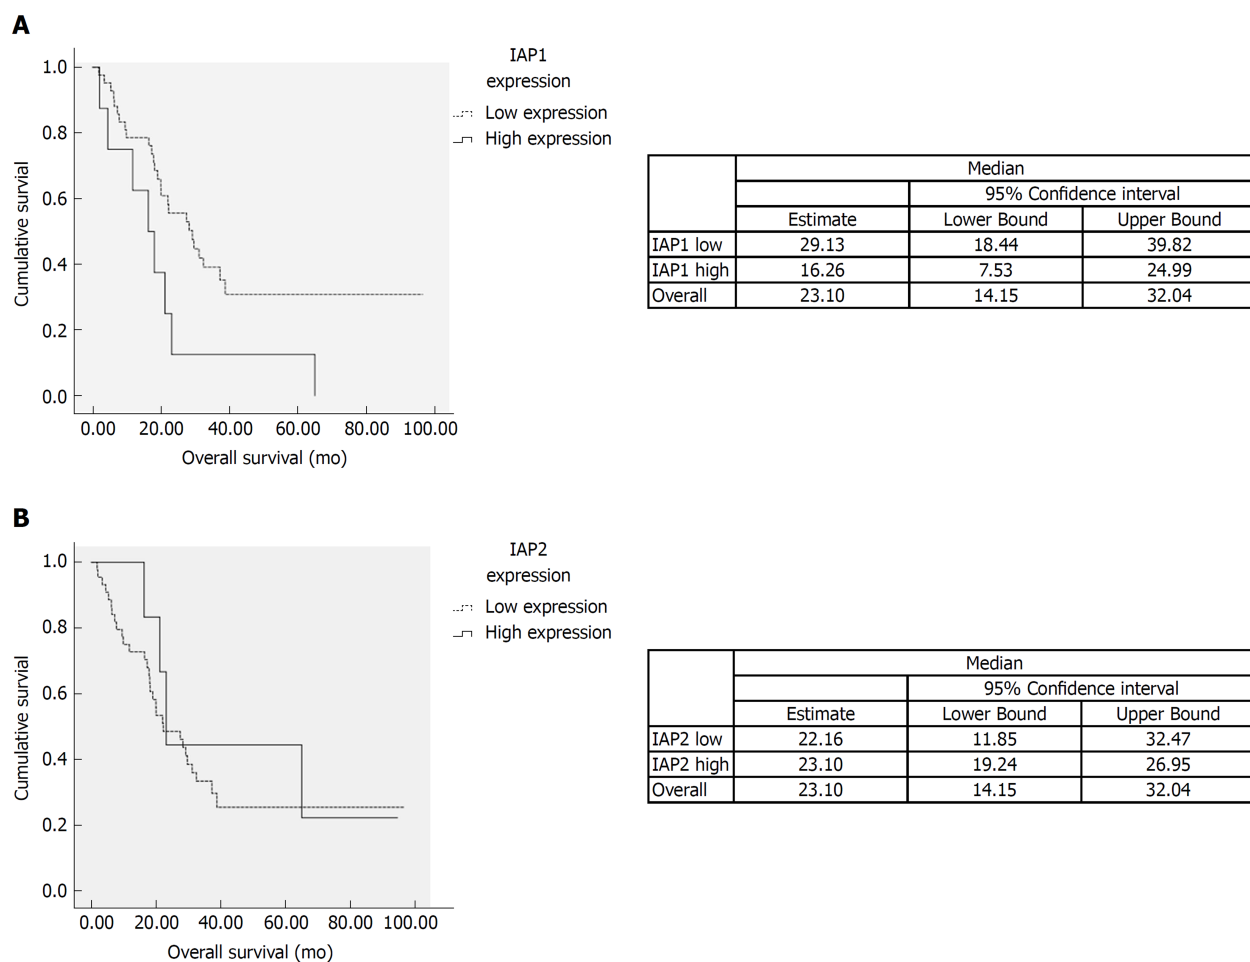 A
IAP1
expression
Low expression
High expression
1.0
0.8
0.6
0.4
0.2
0.0
Cumulative survial
0.00 20.00 40.00 60.00 80.00 100.00
Overall survival (mo)
Median
95% Confidence interval
Estimate Lower Bound Upper Bound
IAP1 low 29.13 18.44 39.82
IAP1 high 16.26 7.53 24.99
Overall 23.10 14.15 32.04
B
IAP2
expression
Low expression
High expression
1.0
0.8
0.6
0.4
0.2
0.0
Cumulative survial
0.00 20.00 40.00 60.00 80.00 100.00
Overall survival (mo)
Median
95% Confidence interval
Estimate Lower Bound Upper Bound
IAP2 low 22.16 11.85 32.47
IAP2 high 23.10 19.24 26.95
Overall 23.10 14.15 32.04